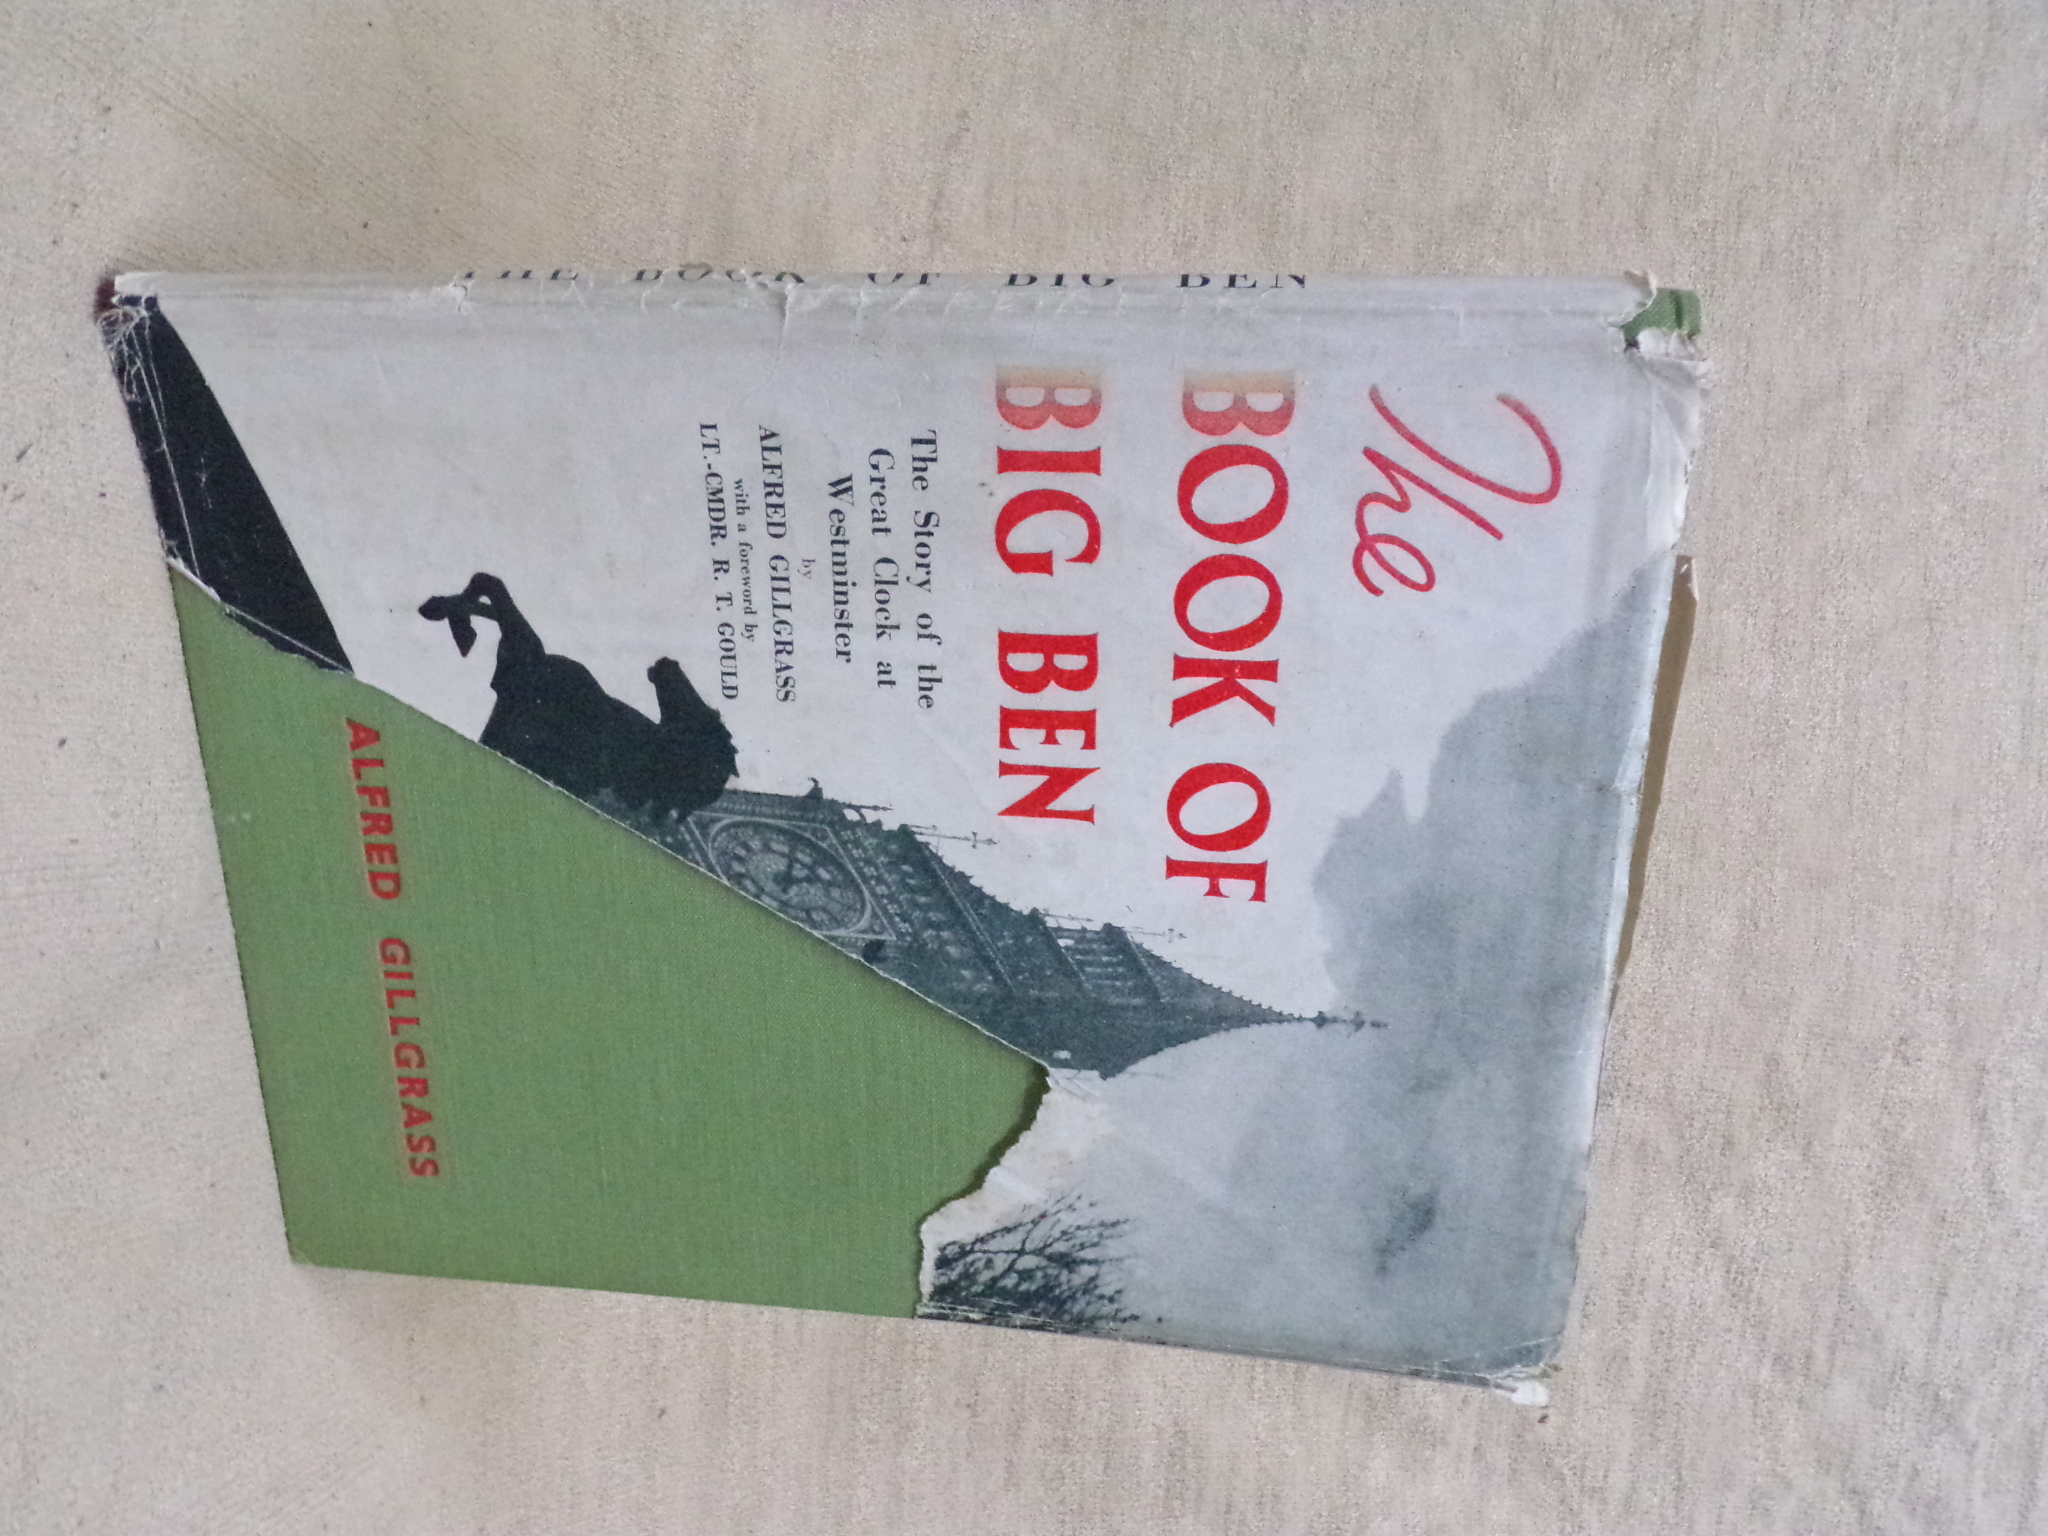 The
BOOK OF
BIG BEN
The Story of the
Great Clock at
Westminster
by
ALFRED GILLGRASS
with a foreword by
LT.-CMDR. R. T. GOULD
ALFRED GILLGRASS
THE BOOK OF BIG BEN